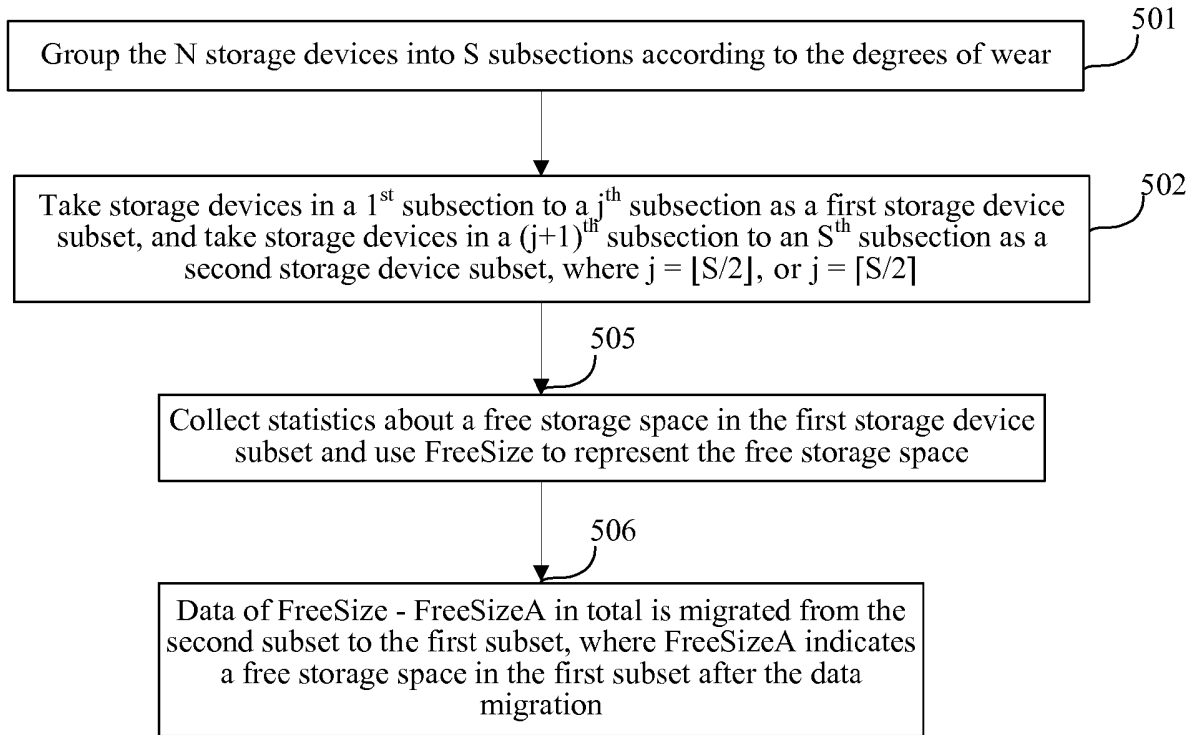 501
Group the N storage devices into S subsections according to the degrees of wear
502
Take storage devices in a 1st subsection to a jth subsection as a first storage device
subset, and take storage devices in a (j+1)th subsection to an Sth subsection as a
second storage device subset, where j = ⌊S/2⌋, or j = ⌈S/2⌉
505
Collect statistics about a free storage space in the first storage device
subset and use FreeSize to represent the free storage space
506
Data of FreeSize - FreeSizeA in total is migrated from the
second subset to the first subset, where FreeSizeA indicates
a free storage space in the first subset after the data
migration